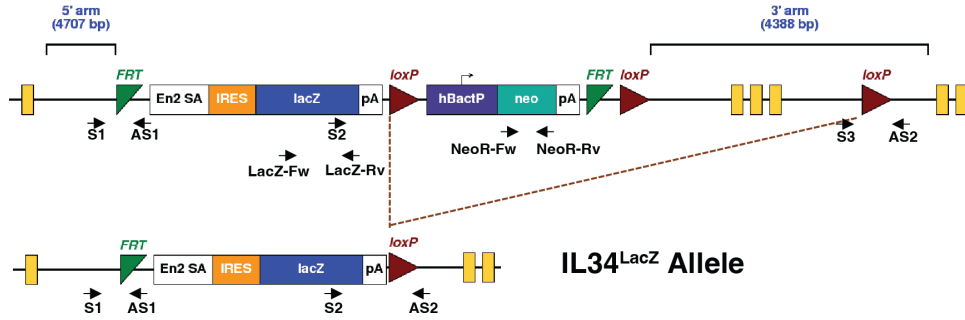 5' arm
(4707 bp)
3' arm
(4388 bp)
FRT
loxP
FRT
loxP
loxP
En2 SA
IRES
lacZ
pA
hBactP
neo
pA
S1
AS1
S2
NeoR-Fw
NeoR-Rv
S3
AS2
LacZ-Fw
LacZ-Rv
FRT
loxP
En2 SA
IRES
lacZ
pA
IL34LacZ Allele
S1
AS1
S2
AS2